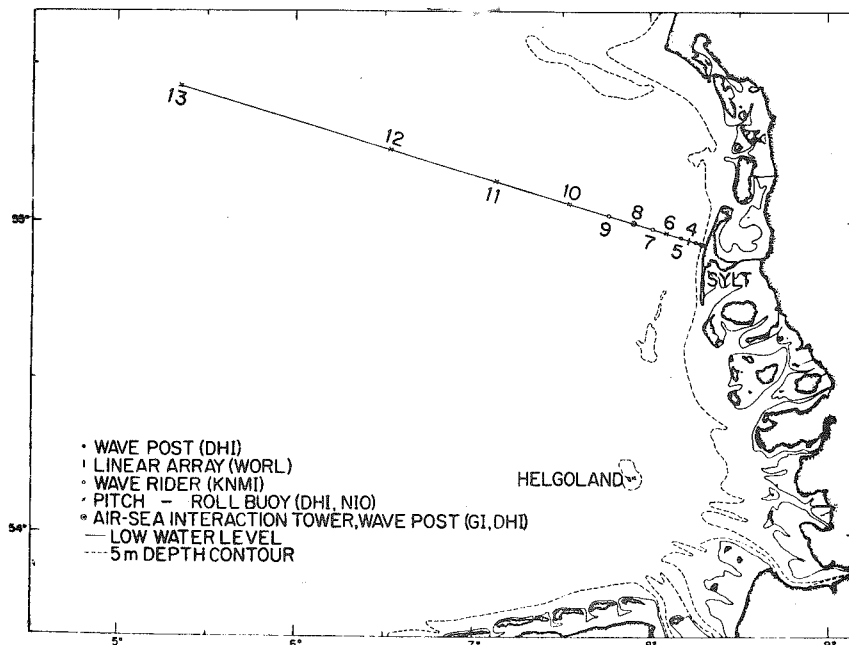 13
12
11
10
9
8
7
6
5
4
55°
SYLT
HELGOLAND
• WAVE POST (DHI)
ı LINEAR ARRAY (WORL)
◦ WAVE RIDER (KNMI)
× PITCH – ROLL BUOY (DHI, NIO)
⊙ AIR-SEA INTERACTION TOWER, WAVE POST (GI, DHI)
— LOW WATER LEVEL
---- 5 m DEPTH CONTOUR
54°
5°
6°
7°
8°
9°